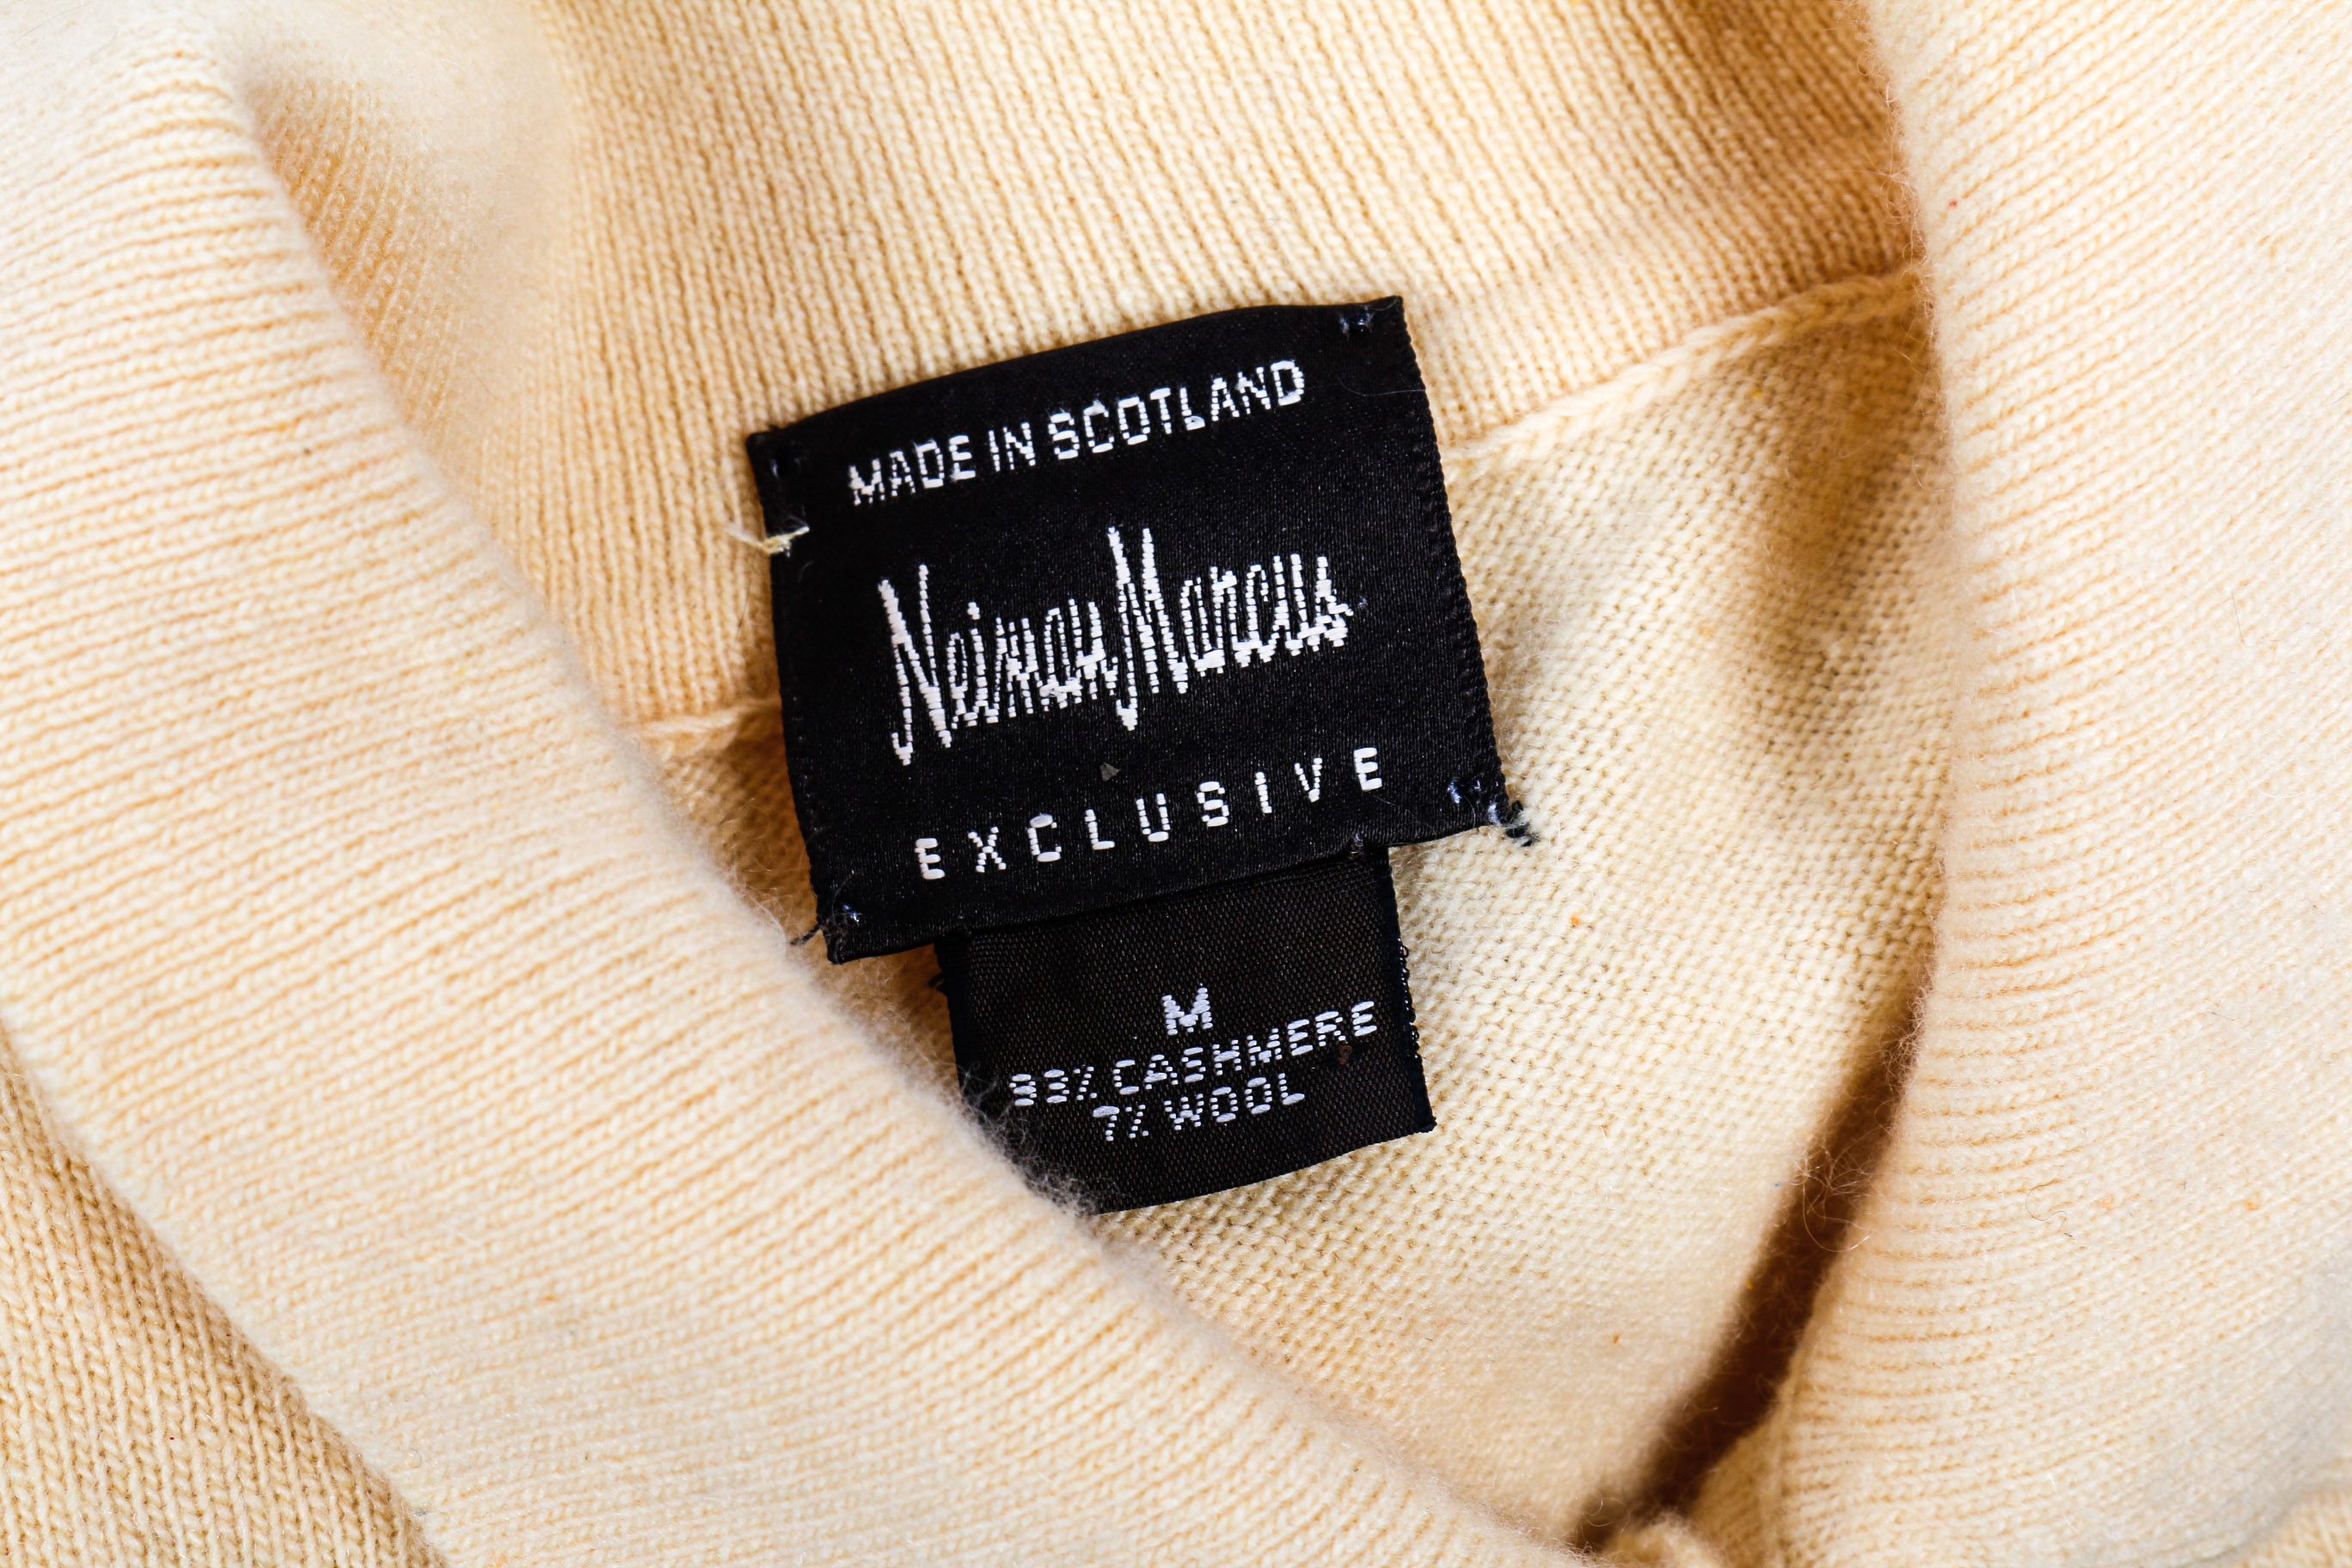 MADE IN SCOTLAND
Neiman Marcus
EXCLUSIVE
M
93% CASHMERE
7% WOOL